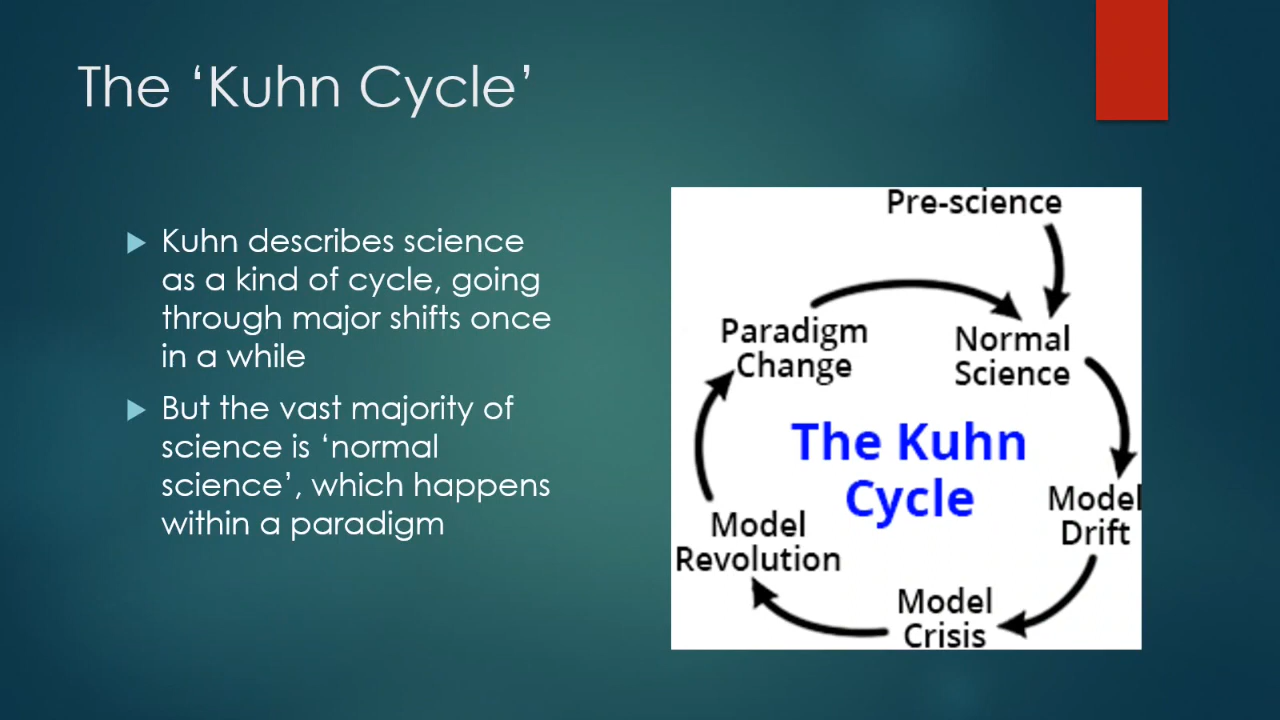 The ‘Kuhn Cycle’
Kuhn describes science
as a kind of cycle, going
through major shifts once
in a while
But the vast majority of
science is ‘normal
science’, which happens
within a paradigm
Pre-science
Normal
Science
Model
Drift
Model
Crisis
Model
Revolution
Paradigm
Change
The Kuhn
Cycle